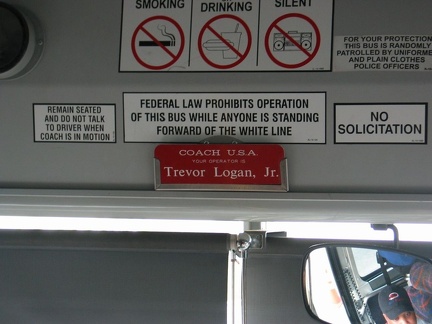 SMOKING
DRINKING
SILENT
FOR YOUR PROTECTION
THIS BUS IS RANDOMLY
PATROLLED BY UNIFORMED
AND PLAIN CLOTHES
POLICE OFFICERS
REMAIN SEATED
AND DO NOT TALK
TO DRIVER WHEN
COACH IS IN MOTION
FEDERAL LAW PROHIBITS OPERATION
OF THIS BUS WHILE ANYONE IS STANDING
FORWARD OF THE WHITE LINE
NO
SOLICITATION
COACH U.S.A.
YOUR OPERATOR IS
Trevor Logan, Jr.